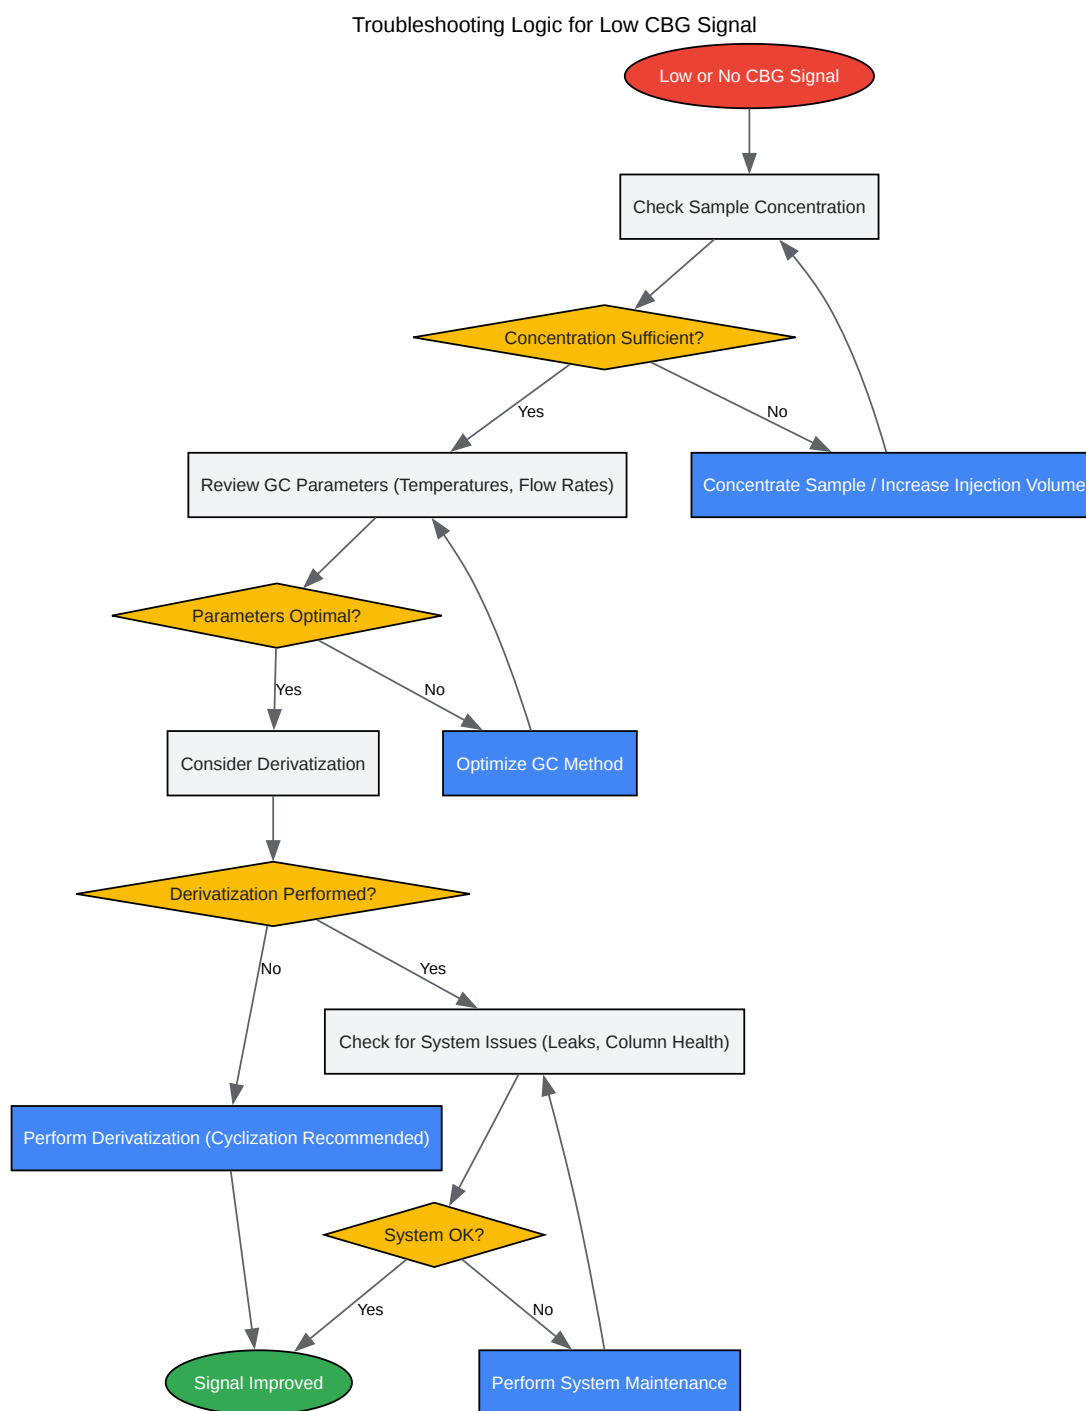 Troubleshooting Logic for Low CBG Signal
Low or No CBG Signal
Check Sample Concentration
Concentration Sufficient?
Yes
No
Review GC Parameters (Temperatures, Flow Rates)
Concentrate Sample / Increase Injection Volume
Parameters Optimal?
Yes
No
Consider Derivatization
Optimize GC Method
Derivatization Performed?
No
Yes
Check for System Issues (Leaks, Column Health)
Perform Derivatization (Cyclization Recommended)
System OK?
Yes
No
Signal Improved
Perform System Maintenance